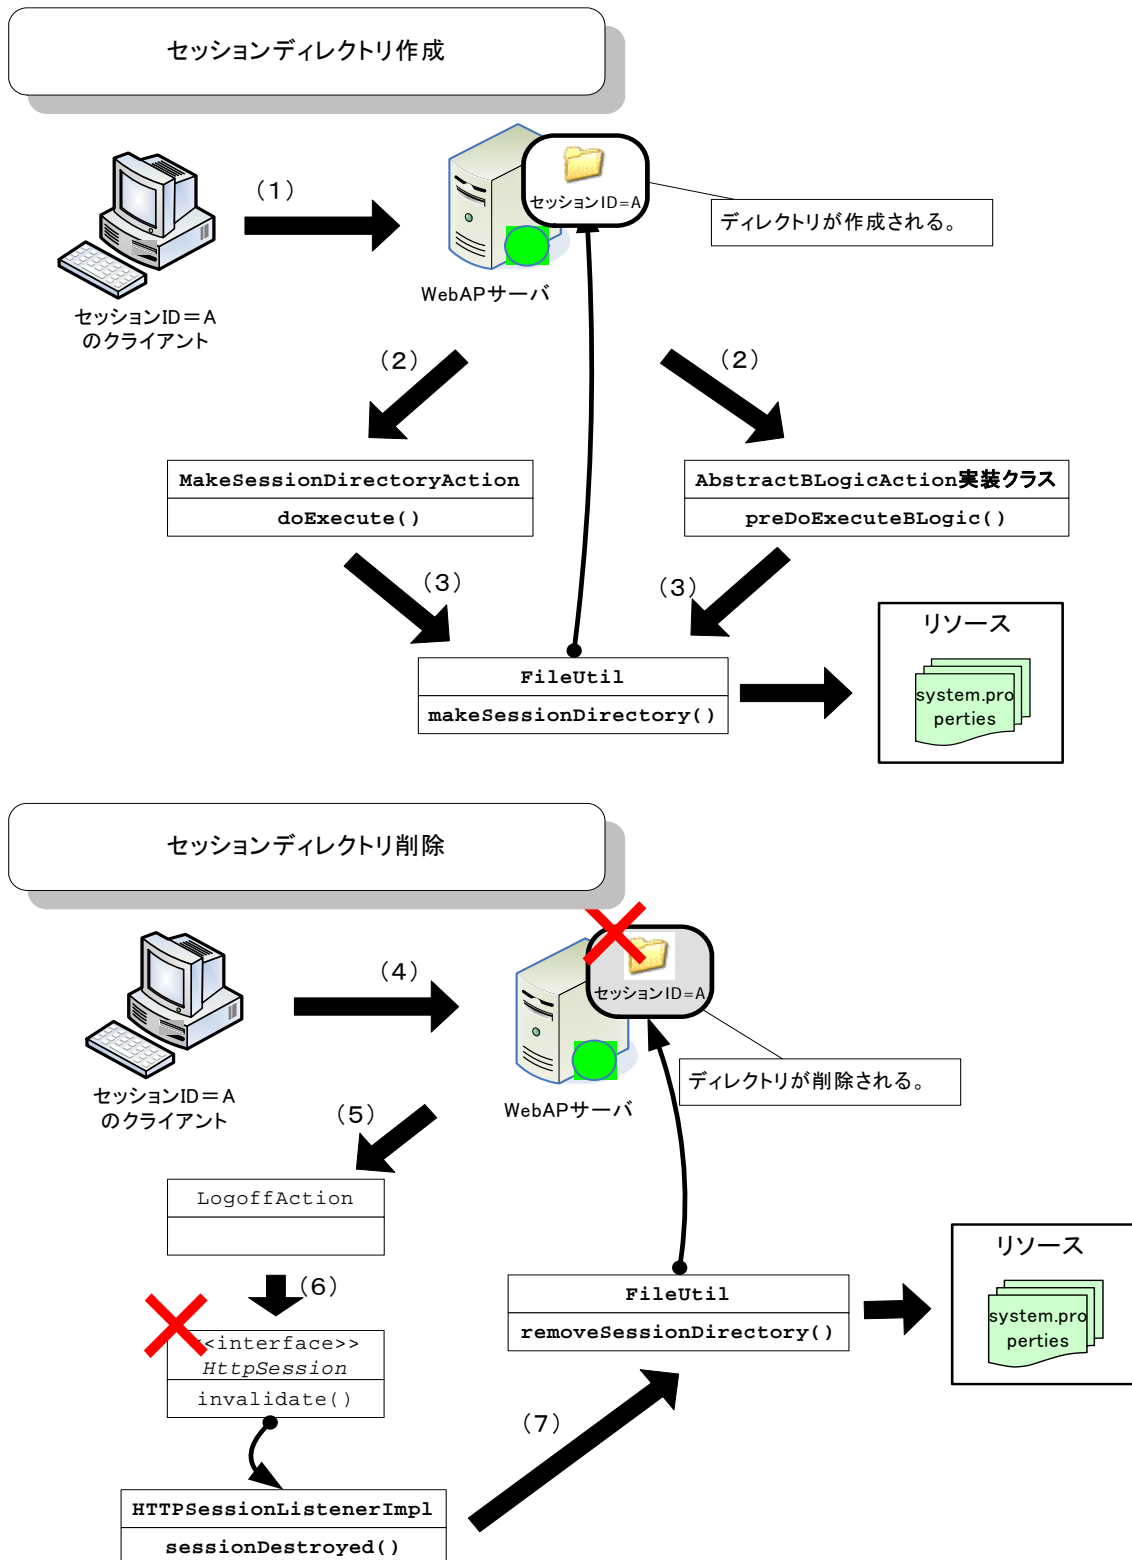 セッションディレクトリ作成
（1）
セッションID=A
ディレクトリが作成される。
WebAPサーバ
セッションID＝A
のクライアント
（2）
（2）
MakeSessionDirectoryAction
doExecute()
AbstractBLogicAction実装クラス
preDoExecuteBLogic()
（3）
（3）
FileUtil
makeSessionDirectory()
リソース
system.pro
perties
セッションディレクトリ削除
（4）
セッションID=A
ディレクトリが削除される。
セッションID＝A
のクライアント
WebAPサーバ
（5）
LogoffAction
（6）
<<interface>>
HttpSession
invalidate()
FileUtil
removeSessionDirectory()
リソース
system.pro
perties
（7）
HTTPSessionListenerImpl
sessionDestroyed()